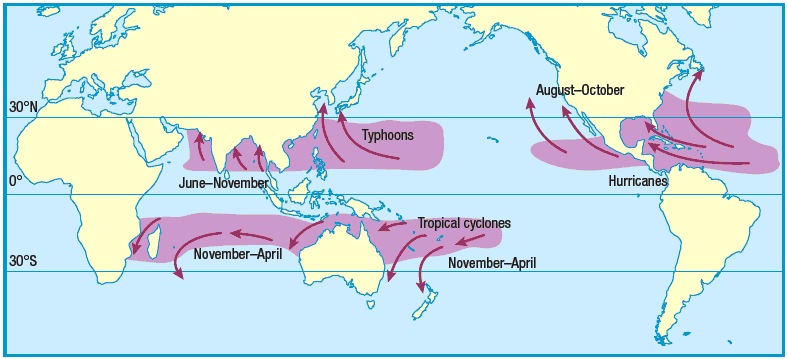 August–October
30°N
Typhoons
June–November
0°
Hurricanes
Tropical cyclones
November–April
November–April
30°S